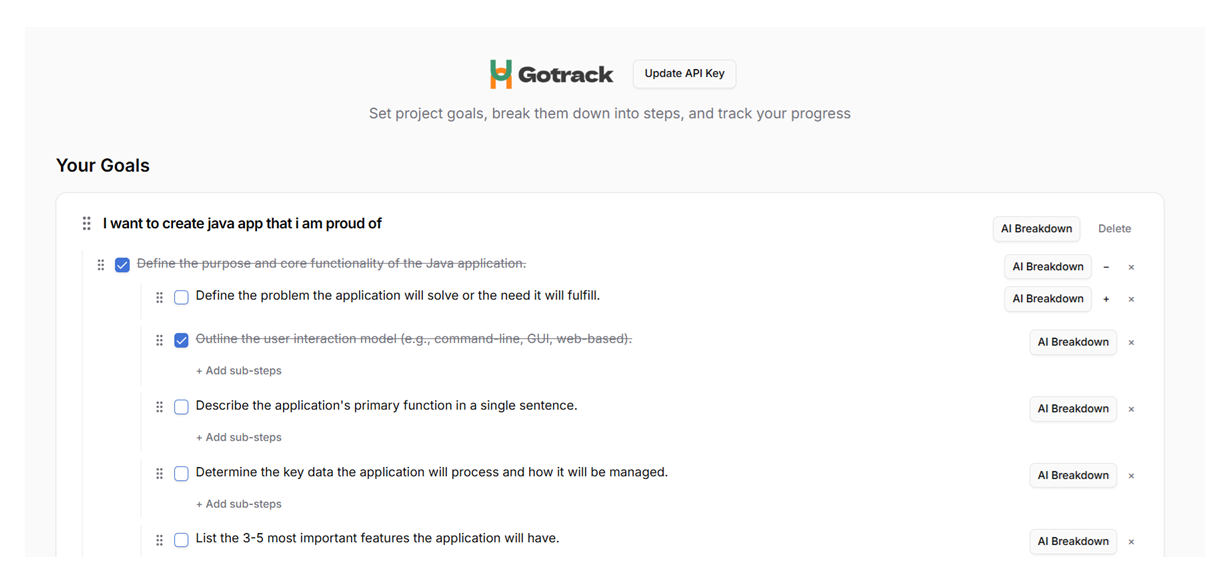 Gotrack
Update API Key
Set project goals, break them down into steps, and track your progress
Your Goals
I want to create java app that i am proud of
AI Breakdown
Delete
Define the purpose and core functionality of the Java application.
AI Breakdown
–
×
Define the problem the application will solve or the need it will fulfill.
AI Breakdown
+
×
Outline the user interaction model (e.g., command-line, GUI, web-based).
AI Breakdown
×
+ Add sub-steps
Describe the application's primary function in a single sentence.
AI Breakdown
×
+ Add sub-steps
Determine the key data the application will process and how it will be managed.
AI Breakdown
×
+ Add sub-steps
List the 3-5 most important features the application will have.
AI Breakdown
×